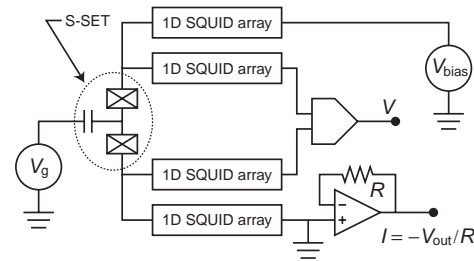 S-SET
1D SQUID array
1D SQUID array
V_bias
V
V_g
1D SQUID array
R
1D SQUID array
−
+
I = −V_out/R